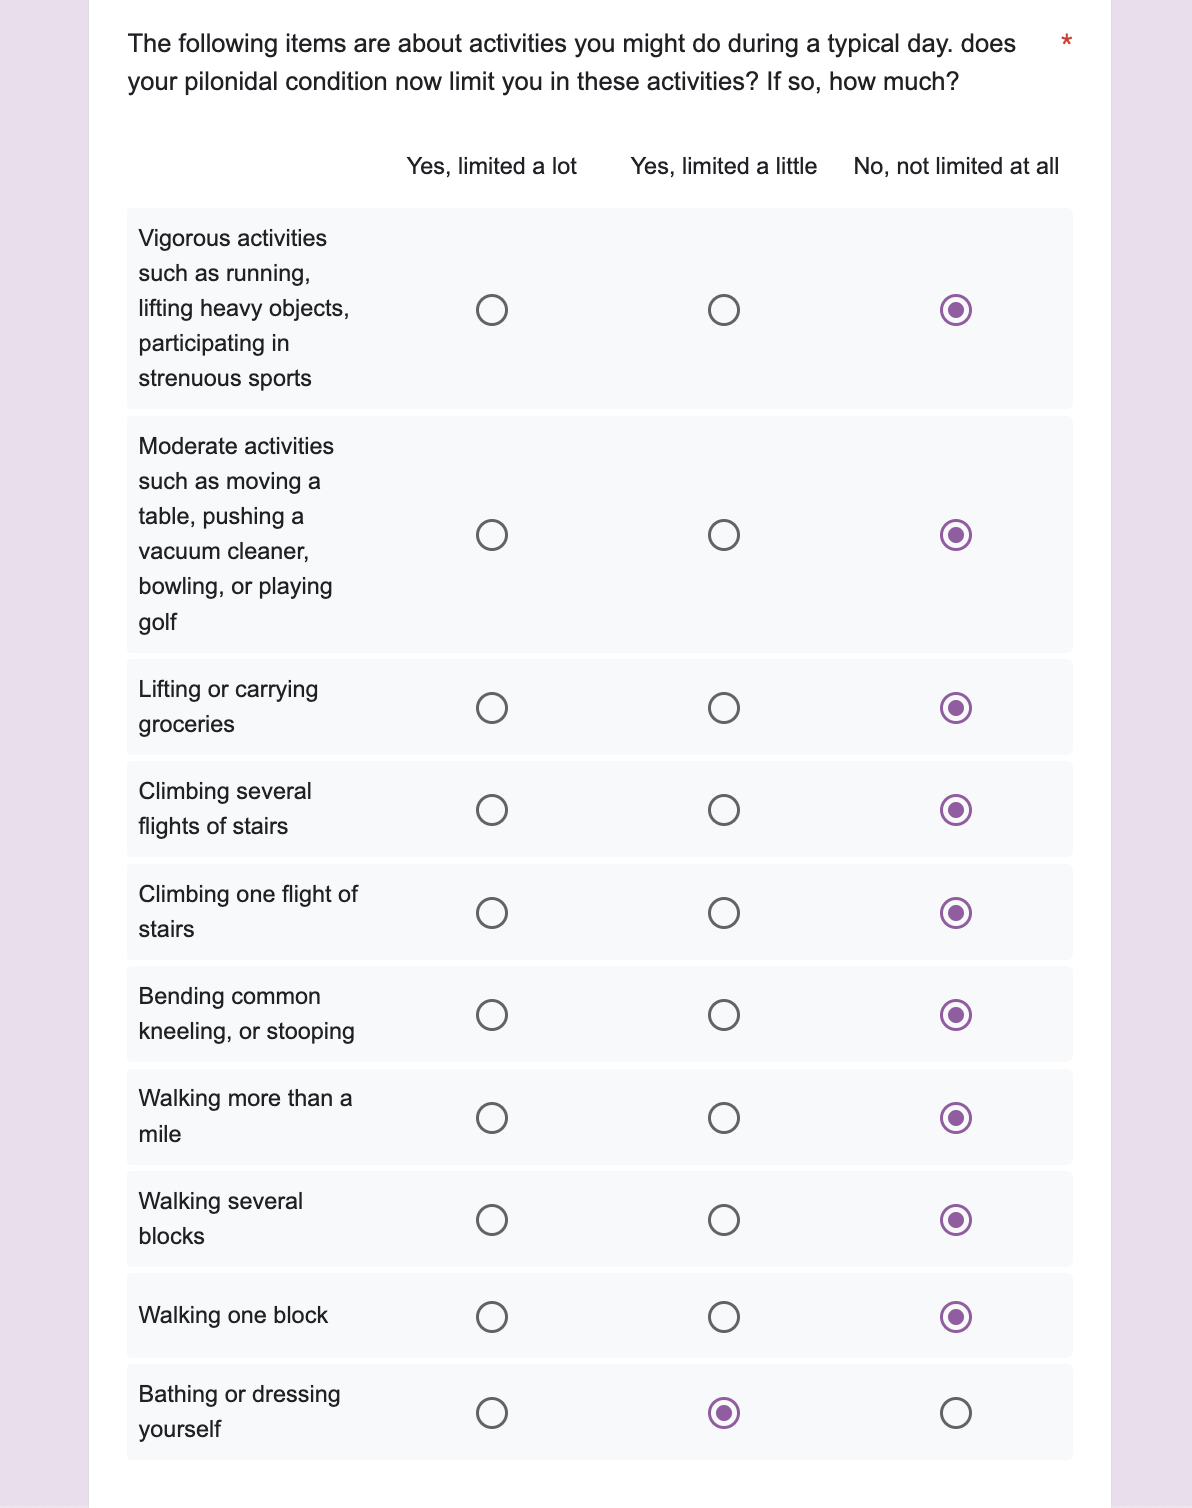 The following items are about activities you might do during a typical day. does *
your pilonidal condition now limit you in these activities? If so, how much?
Yes, limited a lot Yes, limited a little No, not limited at all
Vigorous activities
such as running,
lifting heavy objects,
participating in
strenuous sports
Moderate activities
such as moving a
table, pushing a
vacuum cleaner,
bowling, or playing
golf
Lifting or carrying
groceries
Climbing several
flights of stairs
Climbing one flight of
stairs
Bending common
kneeling, or stooping
Walking more than a
mile
Walking several
blocks
Walking one block
Bathing or dressing
yourself